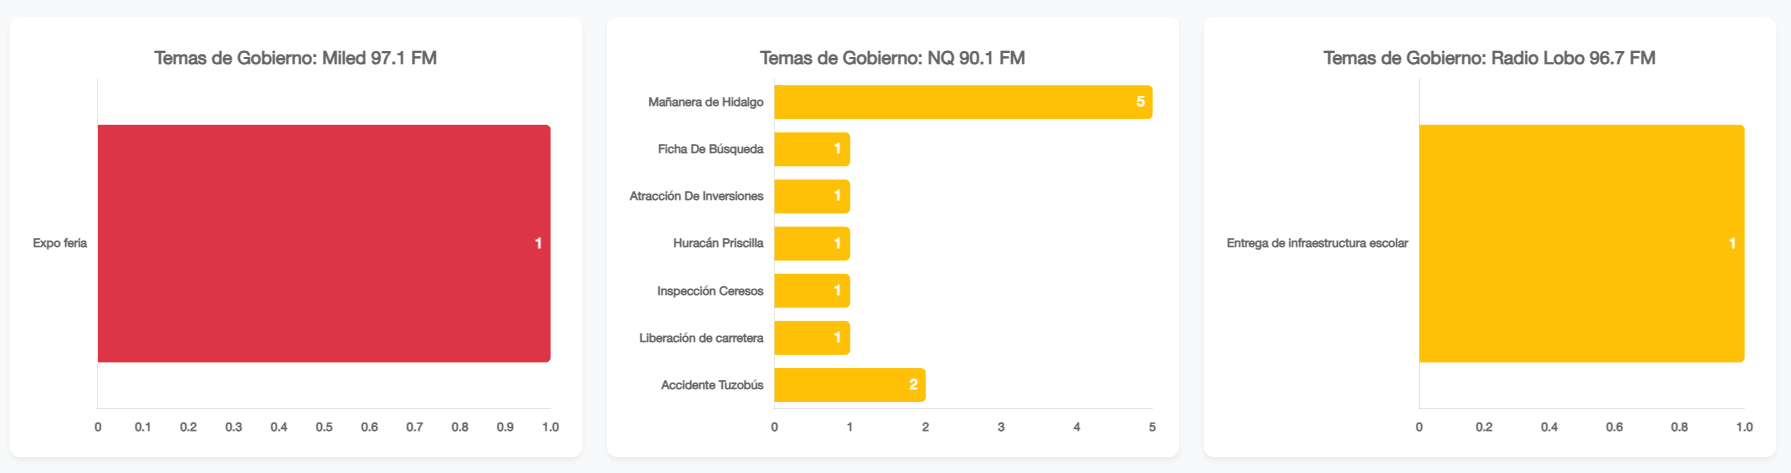 Temas de Gobierno: Miled 97.1 FM
Expo feria
1
0 0.1 0.2 0.3 0.4 0.5 0.6 0.7 0.8 0.9 1.0
Temas de Gobierno: NQ 90.1 FM
Mañanera de Hidalgo 5
Ficha De Búsqueda 1
Atracción De Inversiones 1
Huracán Priscilla 1
Inspección Ceresos 1
Liberación de carretera 1
Accidente Tuzobús 2
0 1 2 3 4 5
Temas de Gobierno: Radio Lobo 96.7 FM
Entrega de infraestructura escolar 1
0 0.2 0.4 0.6 0.8 1.0